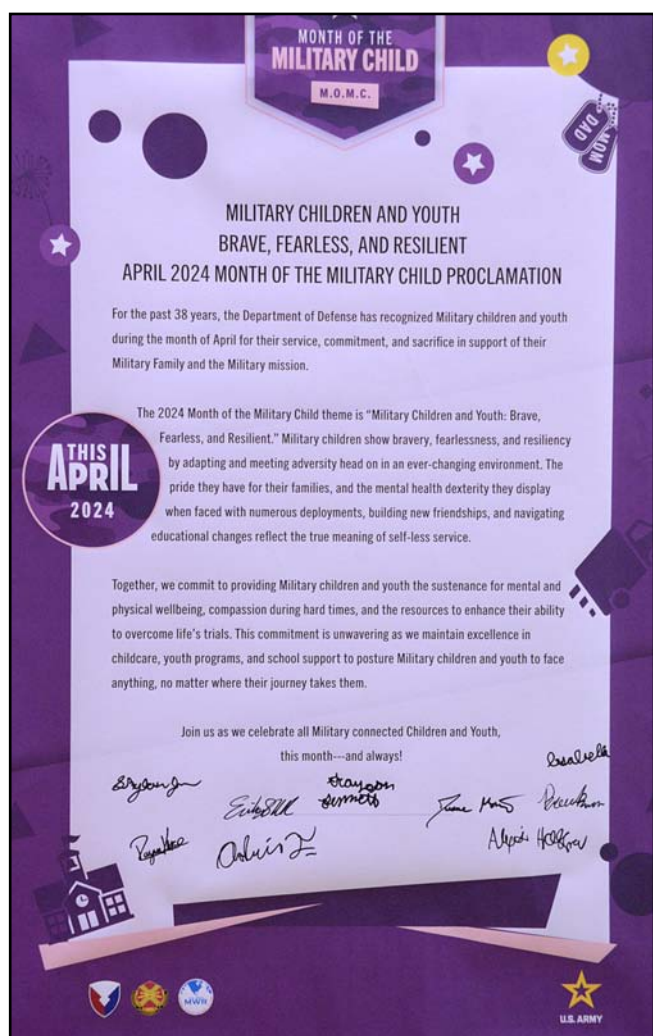 MONTH OF THE
MILITARY CHILD
M.O.M.C.
DAD
MOM
MILITARY CHILDREN AND YOUTH
BRAVE, FEARLESS, AND RESILIENT
APRIL 2024 MONTH OF THE MILITARY CHILD PROCLAMATION
For the past 38 years, the Department of Defense has recognized Military children and youth
during the month of April for their service, commitment, and sacrifice in support of their
Military Family and the Military mission.
The 2024 Month of the Military Child theme is “Military Children and Youth: Brave,
Fearless, and Resilient.” Military children show bravery, fearlessness, and resiliency
by adapting and meeting adversity head on in an ever-changing environment. The
pride they have for their families, and the mental health dexterity they display
when faced with numerous deployments, building new friendships, and navigating
educational changes reflect the true meaning of self-less service.
THIS
APRIL
2024
Together, we commit to providing Military children and youth the sustenance for mental and
physical wellbeing, compassion during hard times, and the resources to enhance their ability
to overcome life's trials. This commitment is unwavering as we maintain excellence in
childcare, youth programs, and school support to posture Military children and youth to face
anything, no matter where their journey takes them.
Join us as we celebrate all Military connected Children and Youth,
this month---and always!
MWR
U.S. ARMY